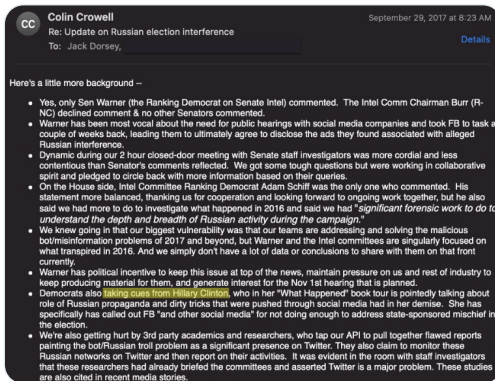 CC
Colin Crowell
September 29, 2017 at 8:23 AM
Re: Update on Russian election interference
Details
To: Jack Dorsey,
Here's a little more background --
• Yes, only Sen Warner (the Ranking Democrat on Senate Intel) commented. The Intel Comm Chairman Burr (R-
NC) declined comment & no other Senators commented.
• Warner has been most vocal about the need for public hearings with social media companies and took FB to task a
couple of weeks back, leading them to ultimately agree to disclose the ads they found associated with alleged
Russian interference.
• Dynamic during our 2 hour closed-door meeting with Senate staff investigators was more cordial and less
contentious than Senator's comments reflected. We got some tough questions but were working in collaborative
spirit and pledged to circle back with more information based on their queries.
• On the House side, Intel Committee Ranking Democrat Adam Schiff was the only one who commented. His
statement more balanced, thanking us for cooperation and looking forward to ongoing work together, but he also
said we had more to do to investigate what happened in 2016 and said we had "significant forensic work to do to
understand the depth and breadth of Russian activity during the campaign."
• We knew going in that our biggest vulnerability was that our teams are addressing and solving the malicious
bot/misinformation problems of 2017 and beyond, but Warner and the Intel committees are singularly focused on
what transpired in 2016. And we simply don't have a lot of data or conclusions to share with them on that front
currently.
• Warner has political incentive to keep this issue at top of the news, maintain pressure on us and rest of industry to
keep producing material for them, and generate interest for the Nov 1st hearing that is planned.
• Democrats also taking cues from Hillary Clinton, who in her "What Happened" book tour is pointedly talking about
role of Russian propaganda and dirty tricks that were pushed through social media had in her demise. She has
specifically has called out FB "and other social media" for not doing enough to address state-sponsored mischief in
the election.
• We're also getting hurt by 3rd party academics and researchers, who tap our API to pull together flawed reports
painting the bot/Russian troll problem as a significant presence on Twitter. They also claim to monitor these
Russian networks on Twitter and then report on their activities. It was evident in the room with staff investigators
that these researchers had already briefed the committees and asserted Twitter is a major problem. These studies
are also cited in recent media stories.